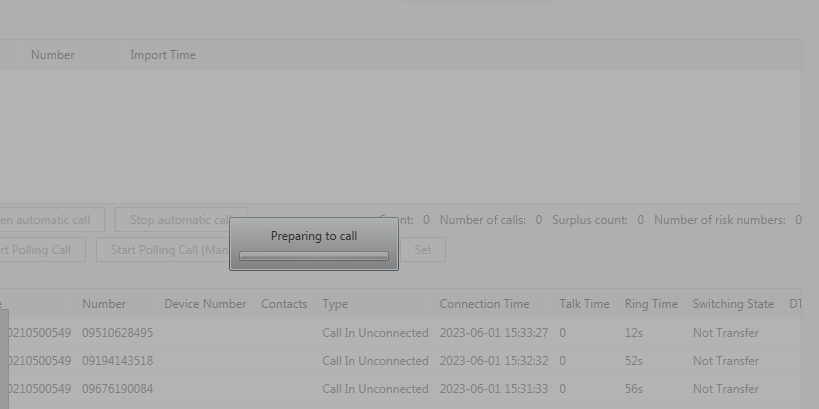 Number Import Time
en automatic call Stop automatic call Count: 0 Number of calls: 0 Surplus count: 0 Number of risk numbers: 0
Preparing to call
rt Polling Call Start Polling Call (Man Set
Number Device Number Contacts Type Connection Time Talk Time Ring Time Switching State DT
0210500549 09510628495 Call In Unconnected 2023-06-01 15:33:27 0 12s Not Transfer
0210500549 09194143518 Call In Unconnected 2023-06-01 15:32:32 0 52s Not Transfer
0210500549 09676190084 Call In Unconnected 2023-06-01 15:31:33 0 56s Not Transfer